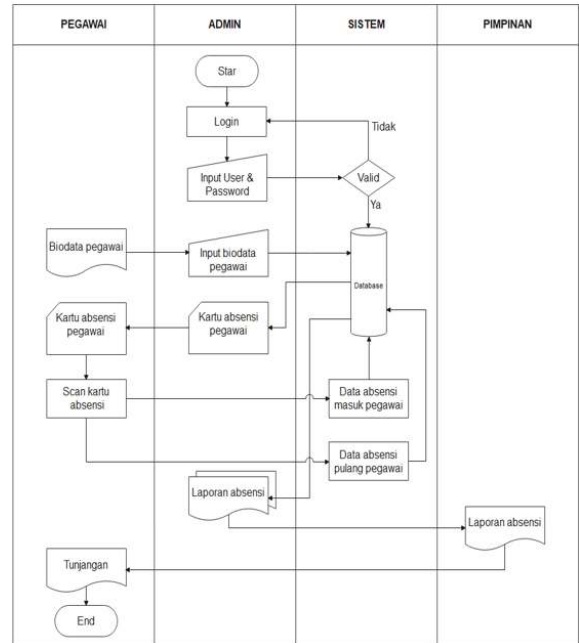 PEGAWAI
ADMIN
SISTEM
PIMPINAN
Star
Login
Tidak
Input User &
Password
Valid
Ya
Biodata pegawai
Input biodata
pegawai
Database
Kartu absensi
pegawai
Kartu absensi
pegawai
Scan kartu
absensi
Data absensi
masuk pegawai
Data absensi
pulang pegawai
Laporan absensi
Laporan absensi
Tunjangan
End